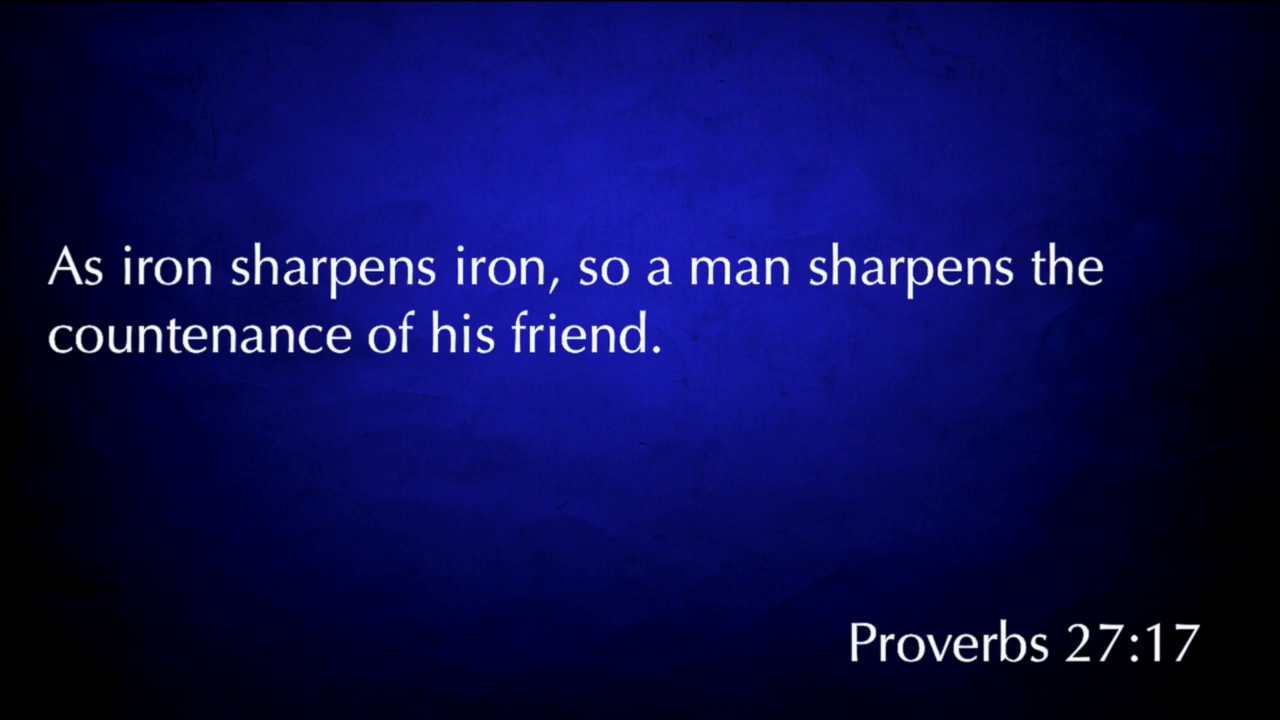 As iron sharpens iron, so a man sharpens the
countenance of his friend.
Proverbs 27:17